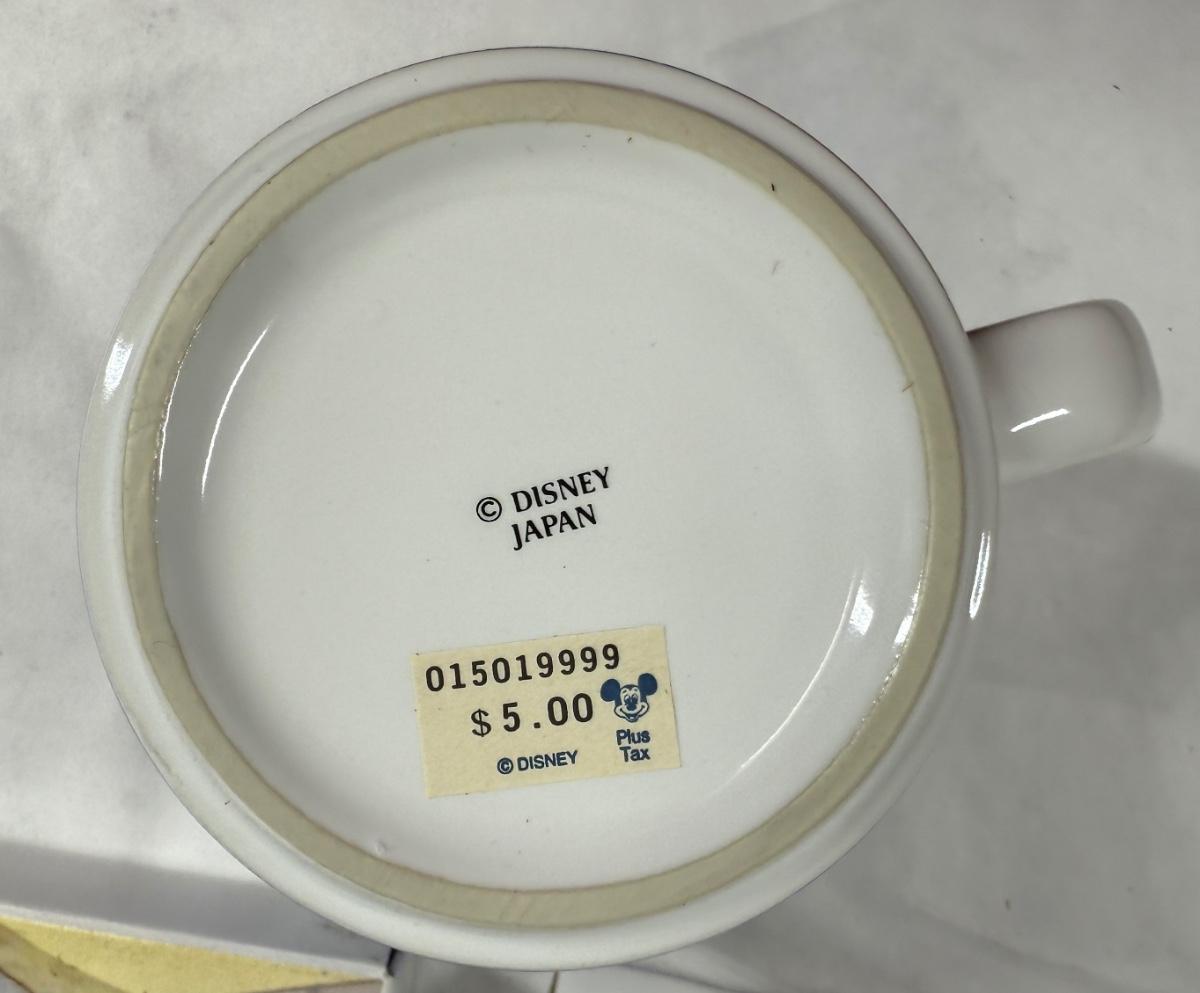 © DISNEY
JAPAN
015019999
$5.00
Plus
Tax
© DISNEY